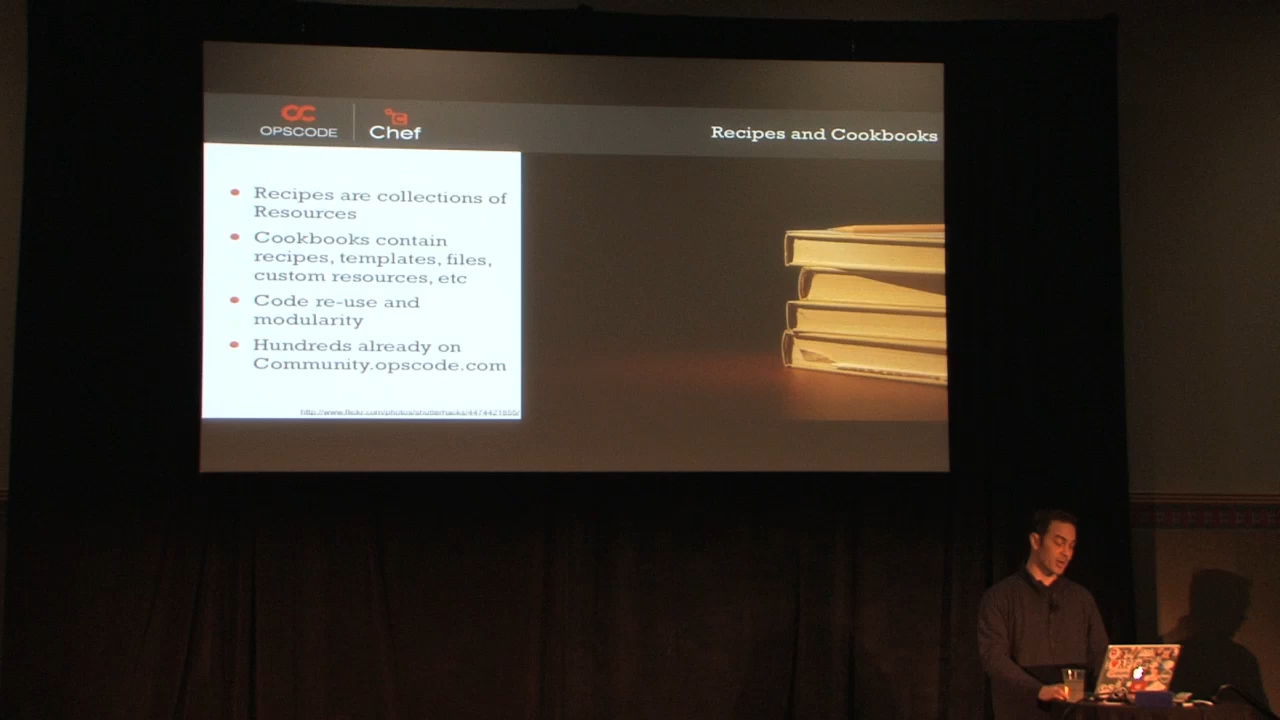 OPSCODE
Chef
Recipes and Cookbooks
Recipes are collections of
Resources
Cookbooks contain
recipes, templates, files,
custom resources, etc
Code re-use and
modularity
Hundreds already on
Community.opscode.com